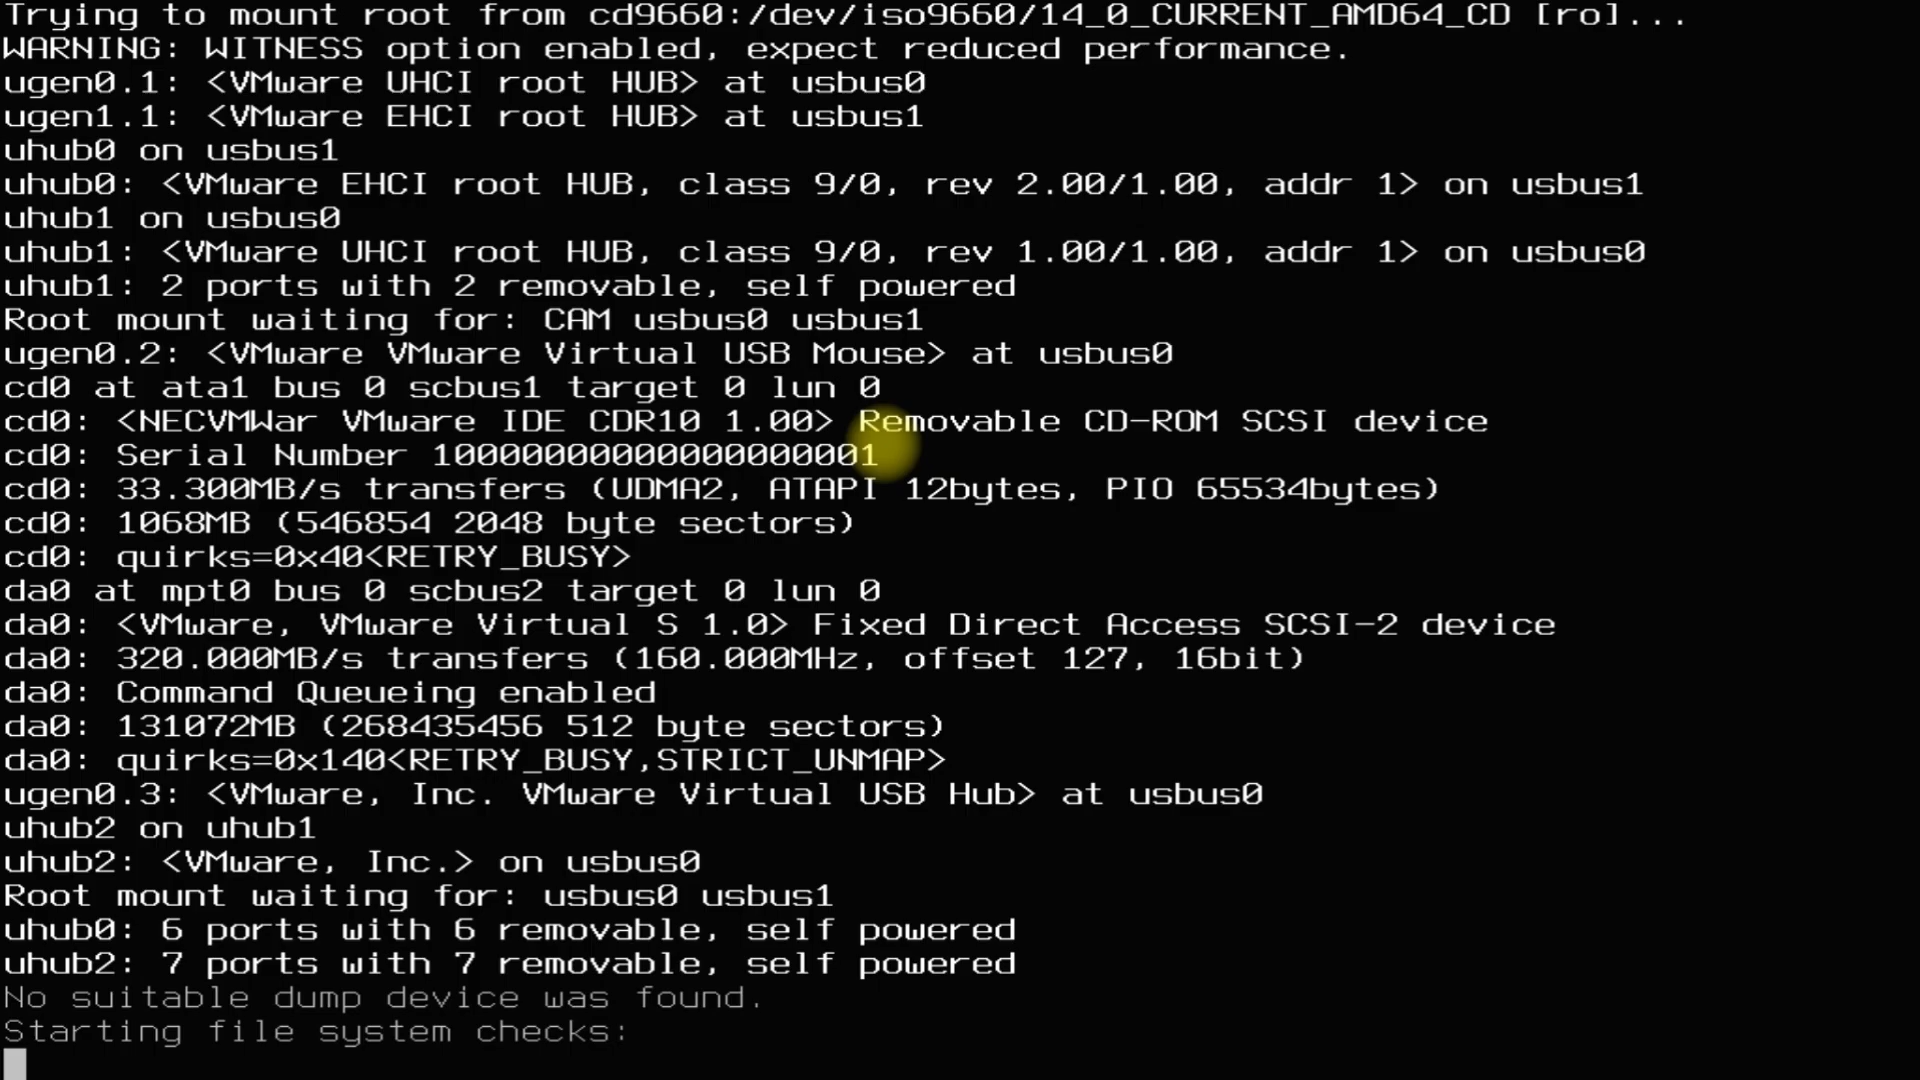 Trying to mount root from cd9660:/dev/iso9660/14_0_CURRENT_AMD64_CD [ro]...
WARNING: WITNESS option enabled, expect reduced performance.
ugen0.1: <VMware UHCI root HUB> at usbus0
ugen1.1: <VMware EHCI root HUB> at usbus1
uhub0 on usbus1
uhub0: <VMware EHCI root HUB, class 9/0, rev 2.00/1.00, addr 1> on usbus1
uhub1 on usbus0
uhub1: <VMware UHCI root HUB, class 9/0, rev 1.00/1.00, addr 1> on usbus0
uhub1: 2 ports with 2 removable, self powered
Root mount waiting for: CAM usbus0 usbus1
ugen0.2: <VMware VMware Virtual USB Mouse> at usbus0
cd0 at ata1 bus 0 scbus1 target 0 lun 0
cd0: <NECVMWar VMware IDE CDR10 1.00> Removable CD-ROM SCSI device
cd0: Serial Number 10000000000000000001
cd0: 33.300MB/s transfers (UDMA2, ATAPI 12bytes, PIO 65534bytes)
cd0: 1068MB (546854 2048 byte sectors)
cd0: quirks=0x40<RETRY_BUSY>
da0 at mpt0 bus 0 scbus2 target 0 lun 0
da0: <VMware, VMware Virtual S 1.0> Fixed Direct Access SCSI-2 device
da0: 320.000MB/s transfers (160.000MHz, offset 127, 16bit)
da0: Command Queueing enabled
da0: 131072MB (268435456 512 byte sectors)
da0: quirks=0x140<RETRY_BUSY,STRICT_UNMAP>
ugen0.3: <VMware, Inc. VMware Virtual USB Hub> at usbus0
uhub2 on uhub1
uhub2: <VMware, Inc.> on usbus0
Root mount waiting for: usbus0 usbus1
uhub0: 6 ports with 6 removable, self powered
uhub2: 7 ports with 7 removable, self powered
No suitable dump device was found.
Starting file system checks: